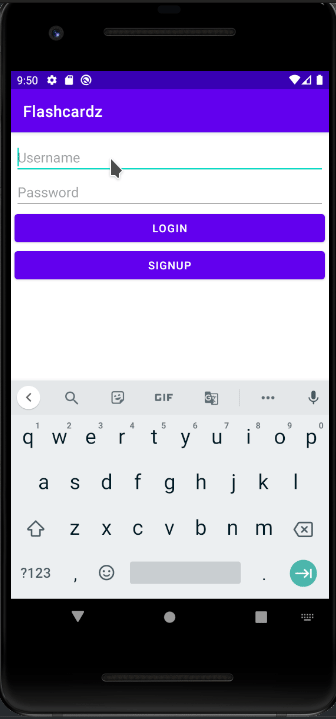 9:50
Flashcardz
Username
Password
LOGIN
SIGNUP
GIF
1 2 3 4 5 6 7 8 9 0
q w e r t y u i o p
a s d f g h j k l
z x c v b n m
?123 , .